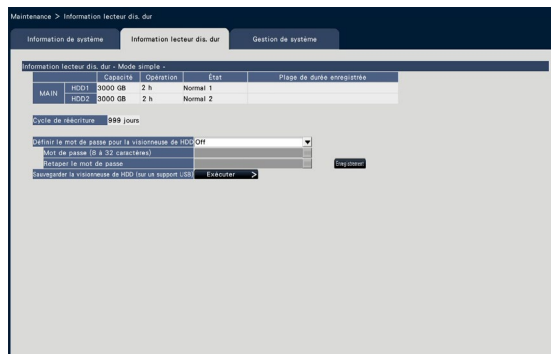 Maintenance > Information lecteur dis. dur
Information de système Information lecteur dis. dur Gestion de système
Information lecteur dis. dur - Mode simple -
Capacité Opération État Plage de durée enregistrée
MAIN HDD1 3000 GB 2 h Normal 1
HDD2 3000 GB 2 h Normal 2
Cycle de réécriture 999 jours
Définir le mot de passe pour la visionneuse de HDD Off
Mot de passe (8 à 32 caractères)
Retaper le mot de passe Enregistrement
Sauvegarder la visionneuse de HDD (sur un support USB) Exécuter >